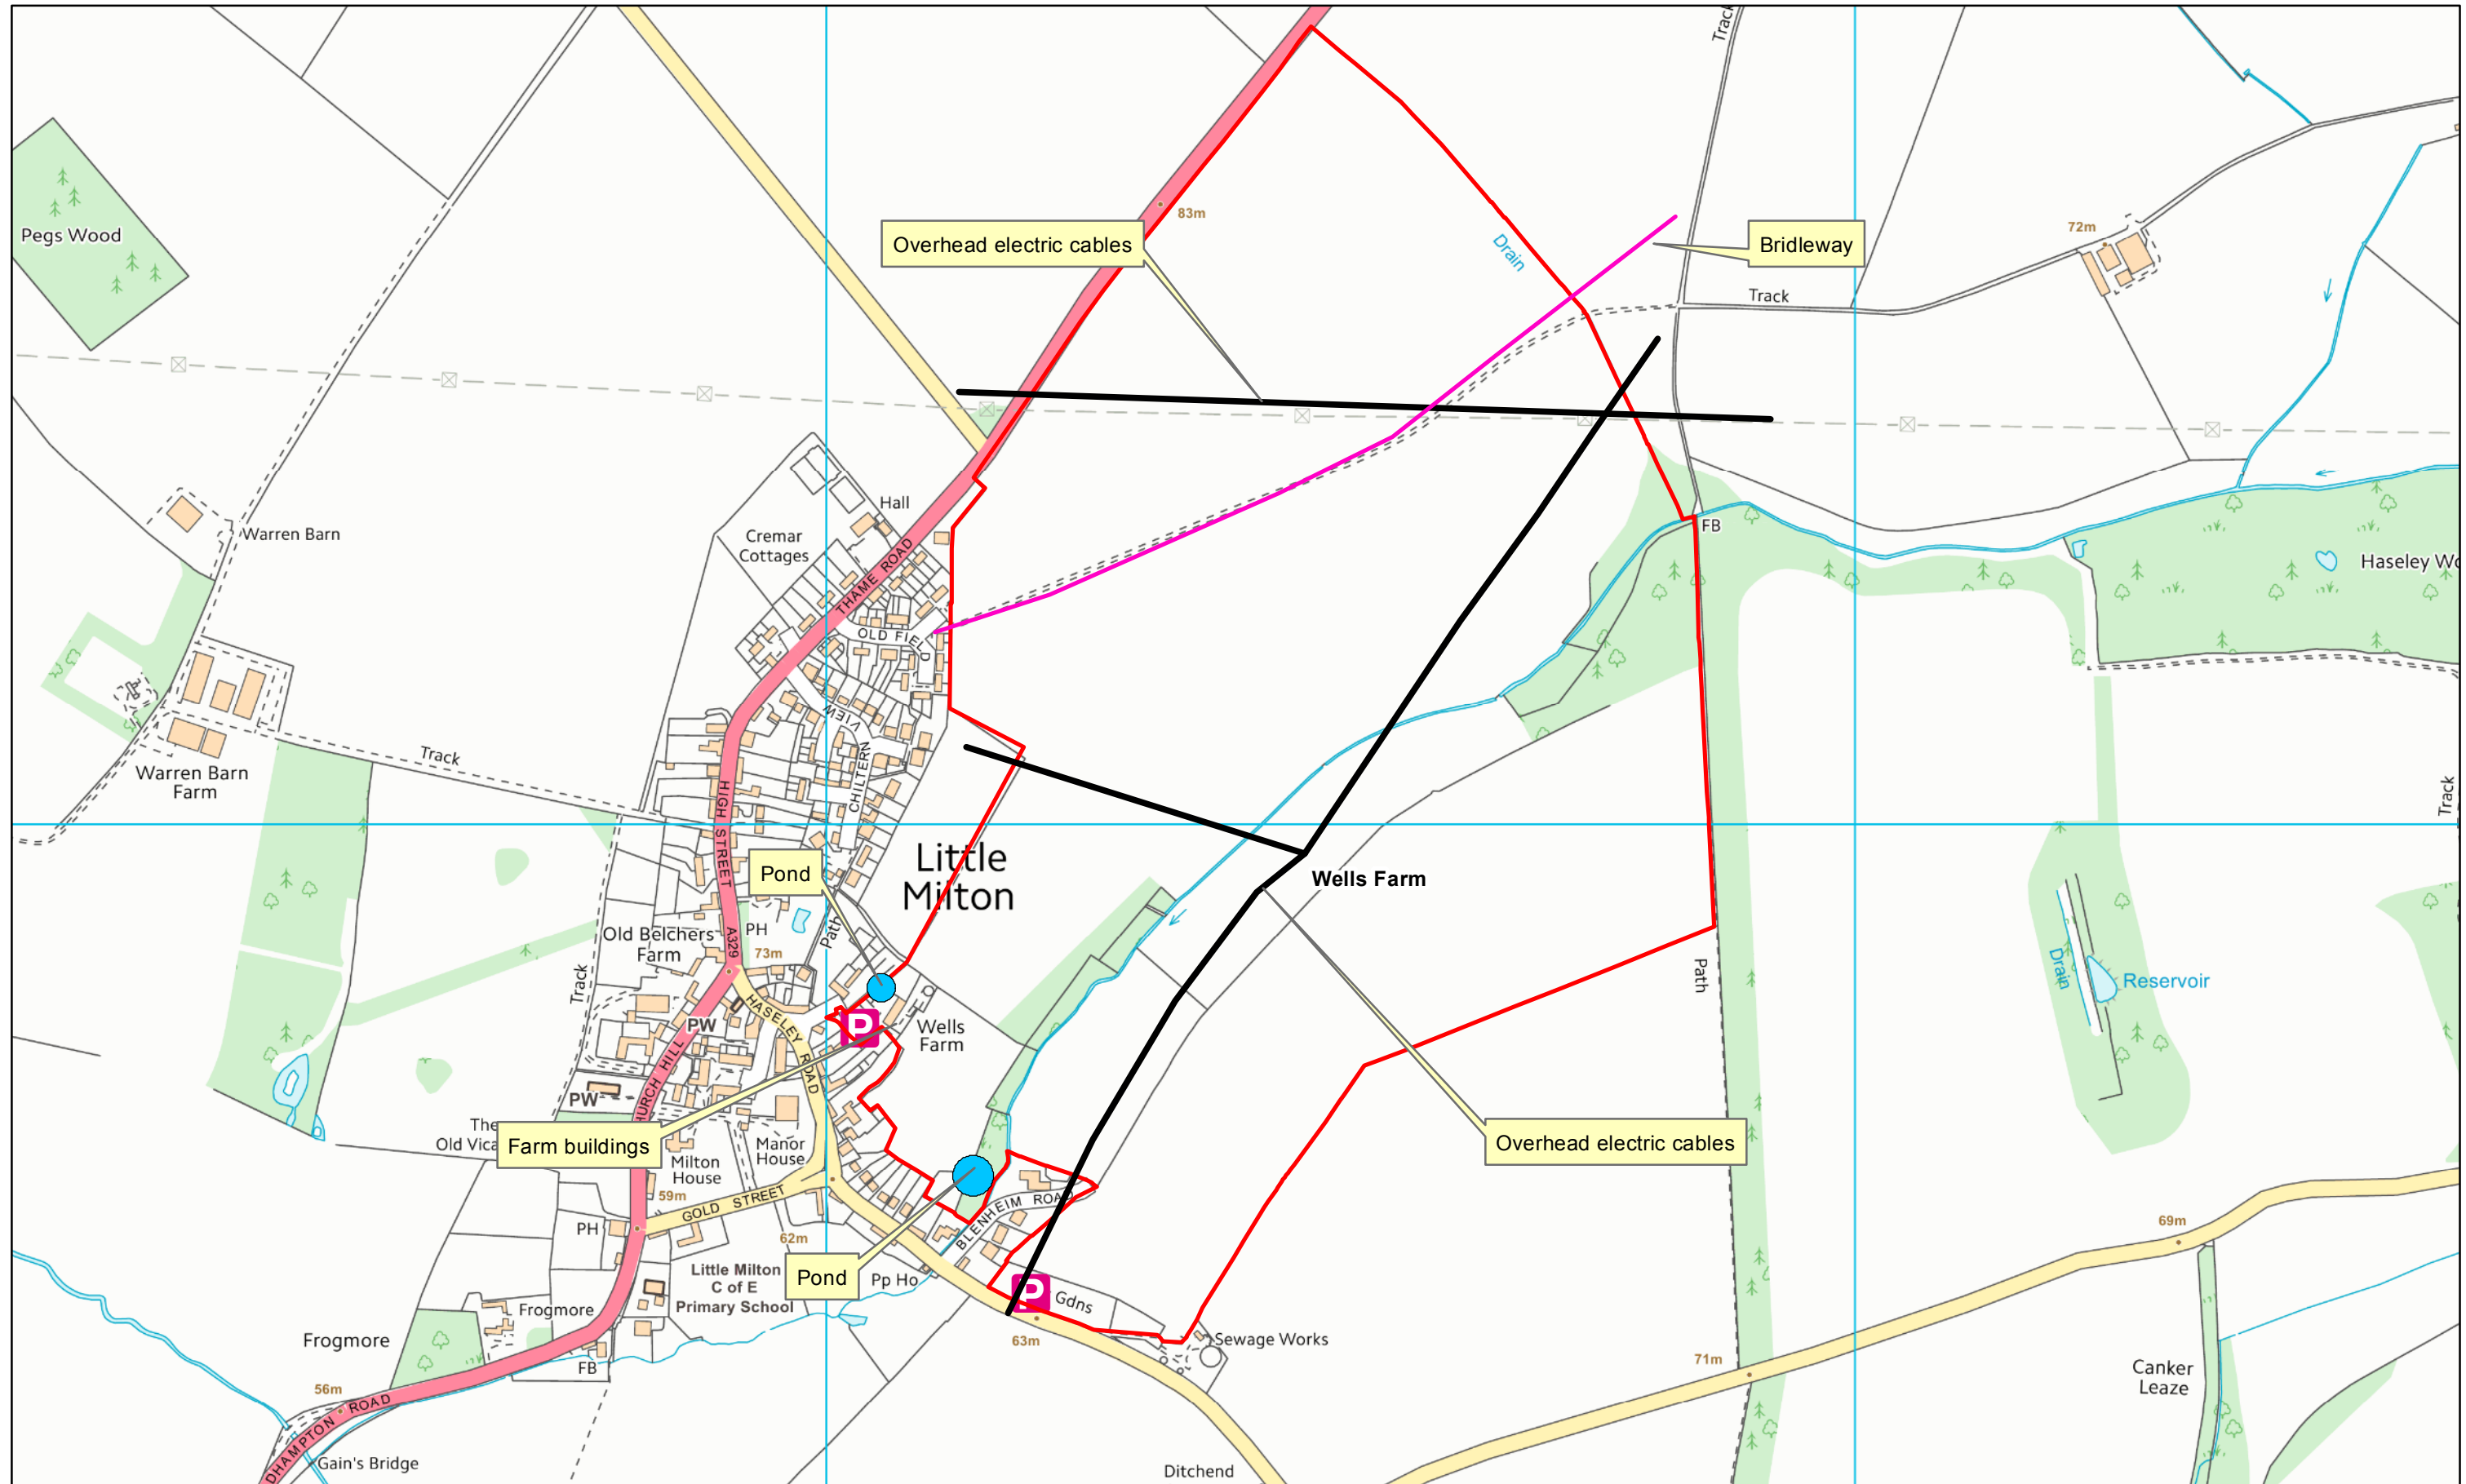 Track
Pegs Wood
83m
Overhead electric cables
Drain
Bridleway
72m
Track
Hall
Cremar
Cottages
THAME ROAD
FB
Warren Barn
Haseley
OLD FIELD
VIEW
CHILTERN
Track
Warren Barn
Farm
HIGH STREET
Track
Little
Milton
Pond
Wells Farm
Old Belchers
Farm
PH
A329
73m
Path
Track
Path
Drain
Reservoir
PW
HASELEY ROAD
P
Wells
Farm
CHURCH HILL
PW
The
Old
Farm buildings
Manor
House
Milton
House
Overhead electric cables
59m
GOLD STREET
BLENHEIM ROAD
PH
62m
69m
Little Milton
C of E
Primary School
Pond
Pp Ho
P
Gdns
Frogmore
Frogmore
63m
Sewage Works
FB
71m
56m
Canker
Leaze
ROAD
Gain's Bridge
Ditchend